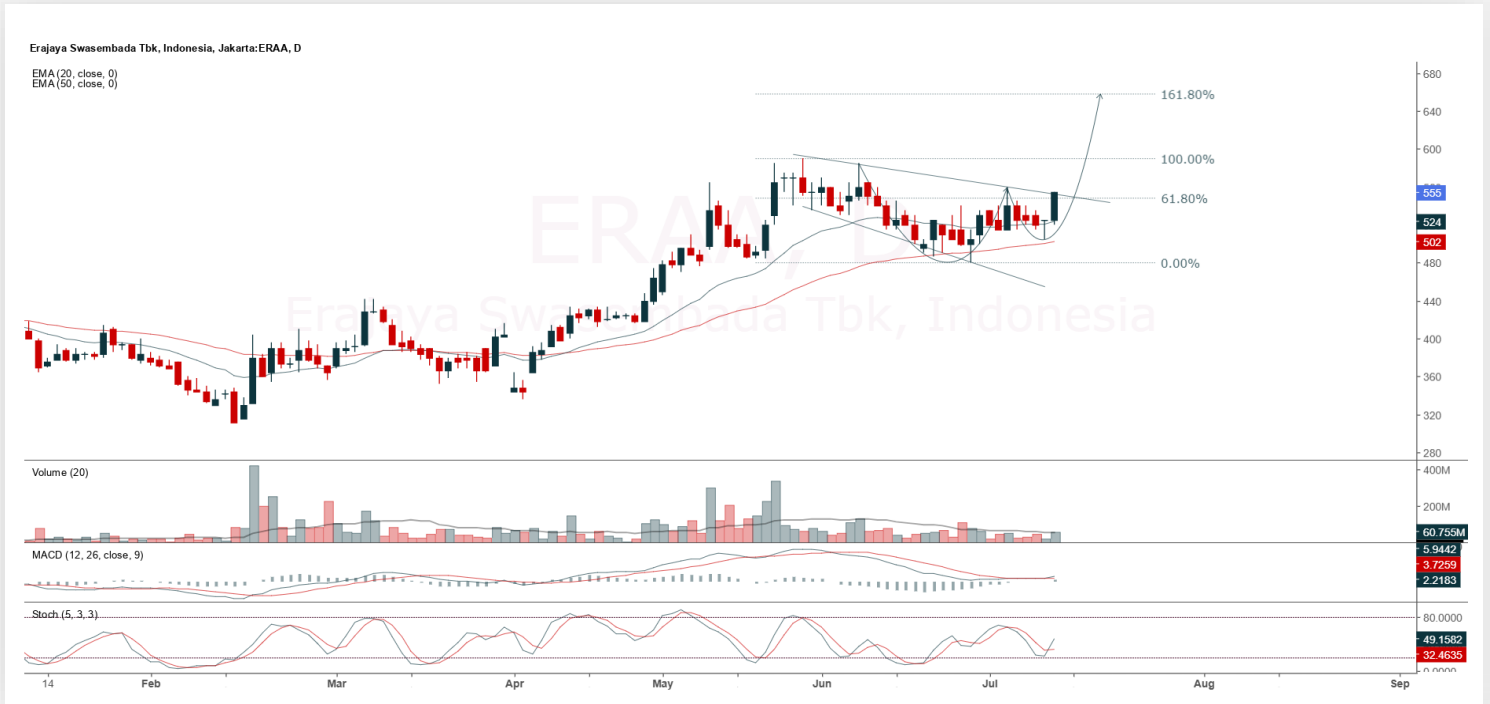 Erajaya Swasembada Tbk, Indonesia, Jakarta:ERAA, D
EMA (20, close, 0)
EMA (50, close, 0)
ERAA, D
Erajaya Swasembada Tbk, Indonesia
161.80%
100.00%
61.80%
0.00%
680
640
600
555
524
502
480
440
400
360
320
280
Volume (20)
400M
200M
60.755M
MACD (12, 26, close, 9)
5.9442
3.7259
2.2183
Stoch (5, 3, 3)
80.0000
49.1582
32.4635
0.0000
14
Feb
Mar
Apr
May
Jun
Jul
Aug
Sep